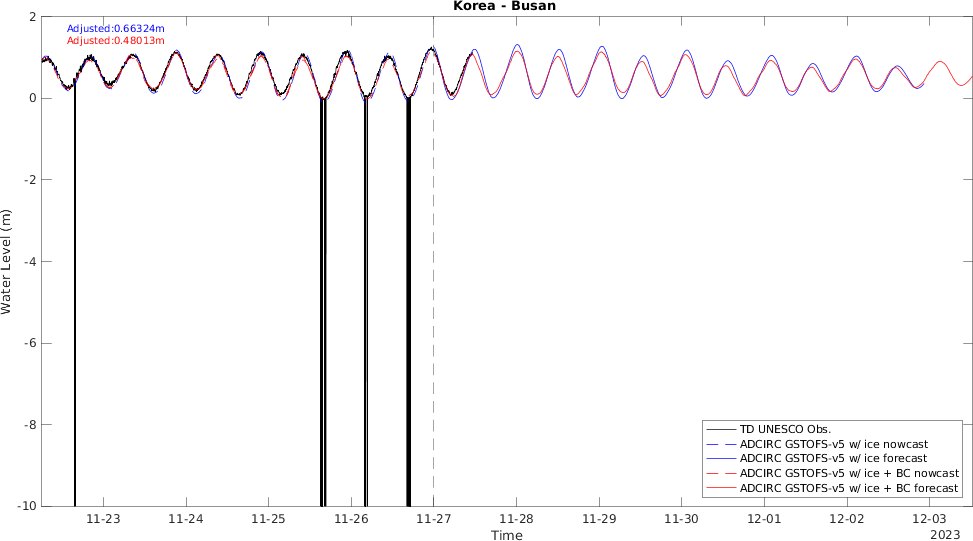 Korea - Busan
Adjusted:0.66324m
Adjusted:0.48013m
2
0
-2
-4
-6
-8
-10
Water Level (m)
TD UNESCO Obs.
ADCIRC GSTOFS-v5 w/ ice nowcast
ADCIRC GSTOFS-v5 w/ ice forecast
ADCIRC GSTOFS-v5 w/ ice + BC nowcast
ADCIRC GSTOFS-v5 w/ ice + BC forecast
11-23 11-24 11-25 11-26 11-27 11-28 11-29 11-30 12-01 12-02 12-03
Time
2023